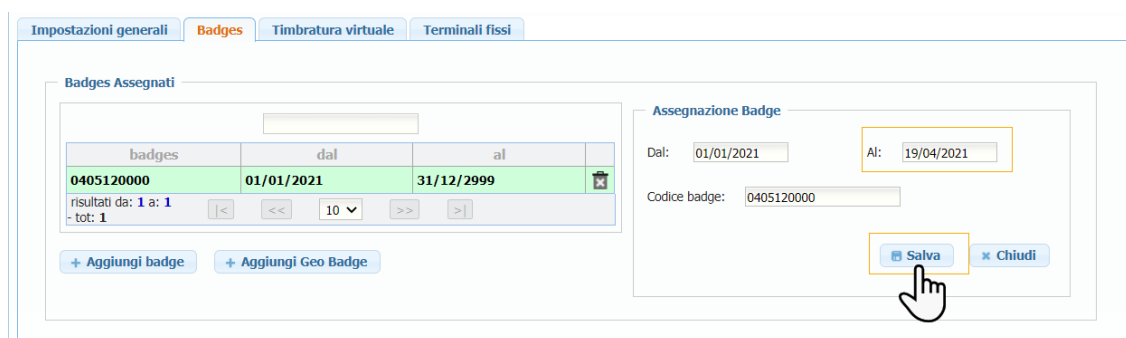 Impostazioni generali Badges Timbratura virtuale Terminali fissi
Badges Assegnati
badges dal al
0405120000 01/01/2021 31/12/2999
risultati da: 1 a: 1
- tot: 1
|< << 10 >> >|
+ Aggiungi badge + Aggiungi Geo Badge
Assegnazione Badge
Dal: 01/01/2021 Al: 19/04/2021
Codice badge: 0405120000
Salva × Chiudi